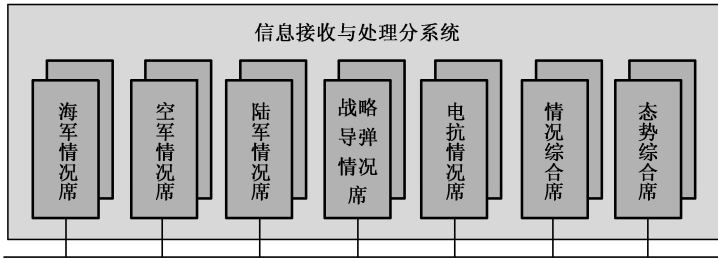 信息接收与处理分系统
海军情况席
空军情况席
陆军情况席
战略
导弹
情况
席
电抗情况席
情况综合席
态势综合席